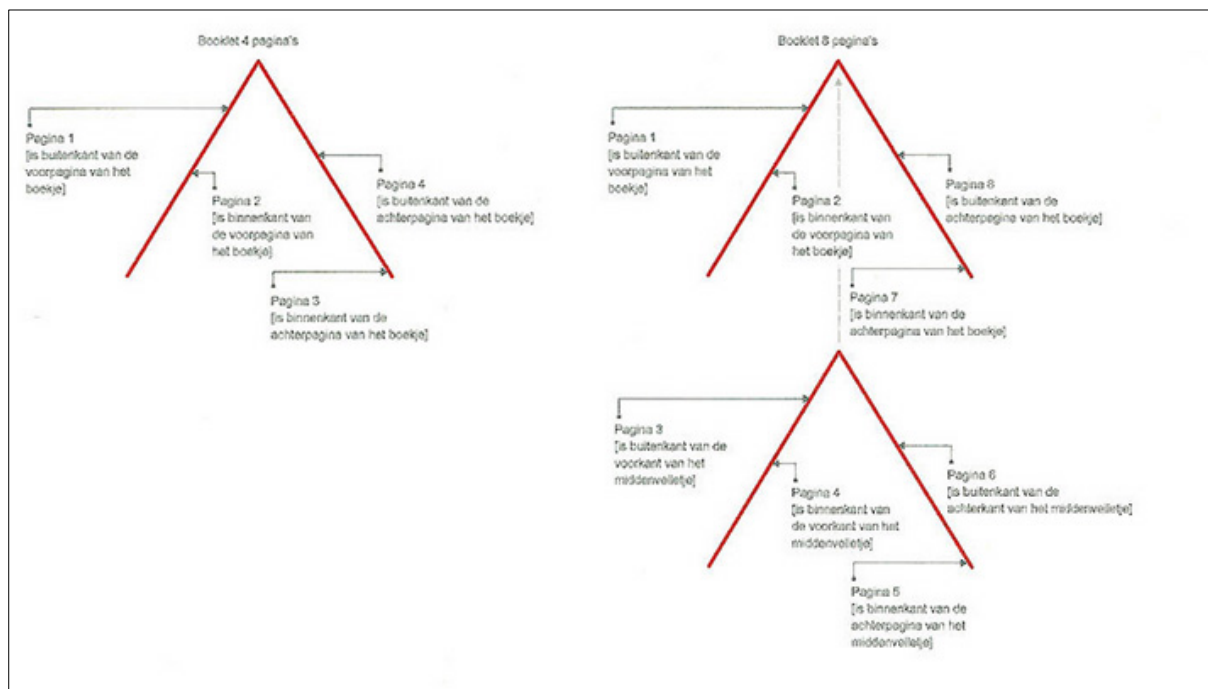 Booklet 4 pagina's
Pagina 1
[is buitenkant van de
voorpagina van het
boekje]
Pagina 2
[is binnenkant van
de voorpagina van
het boekje]
Pagina 4
[is buitenkant van de
achterpagina van het boekje]
Pagina 3
[is binnenkant van de
achterpagina van het boekje]
Booklet 8 pagina's
Pagina 1
[is buitenkant van de
voorpagina van het
boekje]
Pagina 2
[is binnenkant van
de voorpagina van
het boekje]
Pagina 8
[is buitenkant van de
achterpagina van het boekje]
Pagina 7
[is binnenkant van de
achterpagina van het boekje]
Pagina 3
[is buitenkant van de
voorkant van het
middenvelletje]
Pagina 4
[is binnenkant van
de voorkant van het
middenvelletje]
Pagina 6
[is buitenkant van de
achterkant van het middenvelletje]
Pagina 5
[is binnenkant van de
achterpagina van het
middenvelletje]